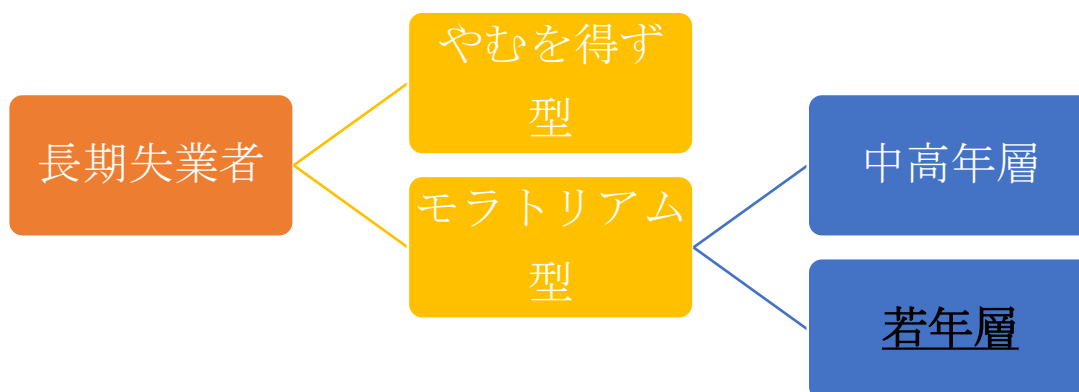 長期失業者
やむを得ず
型
モラトリアム
型
中高年層
若年層